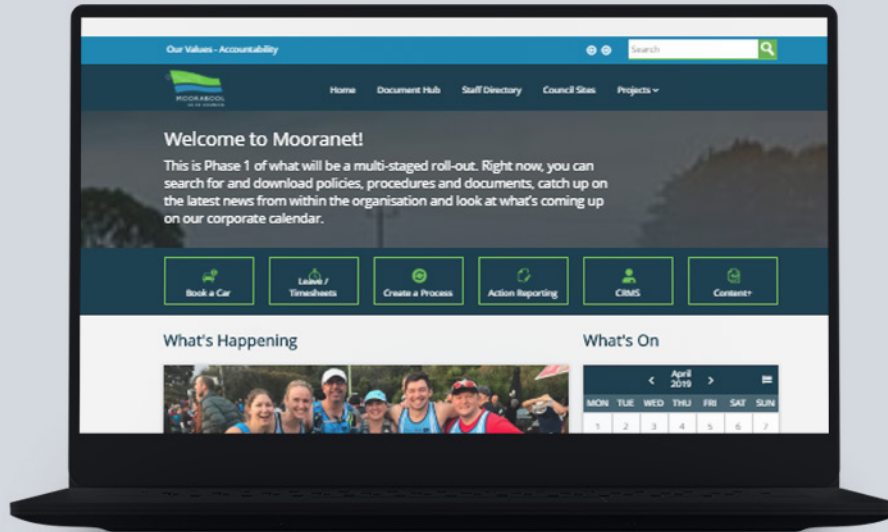 Our Values - Accountability
Search
MOORABOOL
Home Document Hub Staff Directory Council Sites Projects
Welcome to Mooranet!
This is Phase 1 of what will be a multi-staged roll-out. Right now, you can
search for and download policies, procedures and documents, catch up on
the latest news from within the organisation and look at what's coming up
on our corporate calendar.
Book a Car
Leave /
Timesheets
Create a Process
Action Reporting
CRMS
Content+
What's Happening
What's On
April
2019
MON TUE WED THU FRI SAT SUN
1 2 3 4 5 6 7